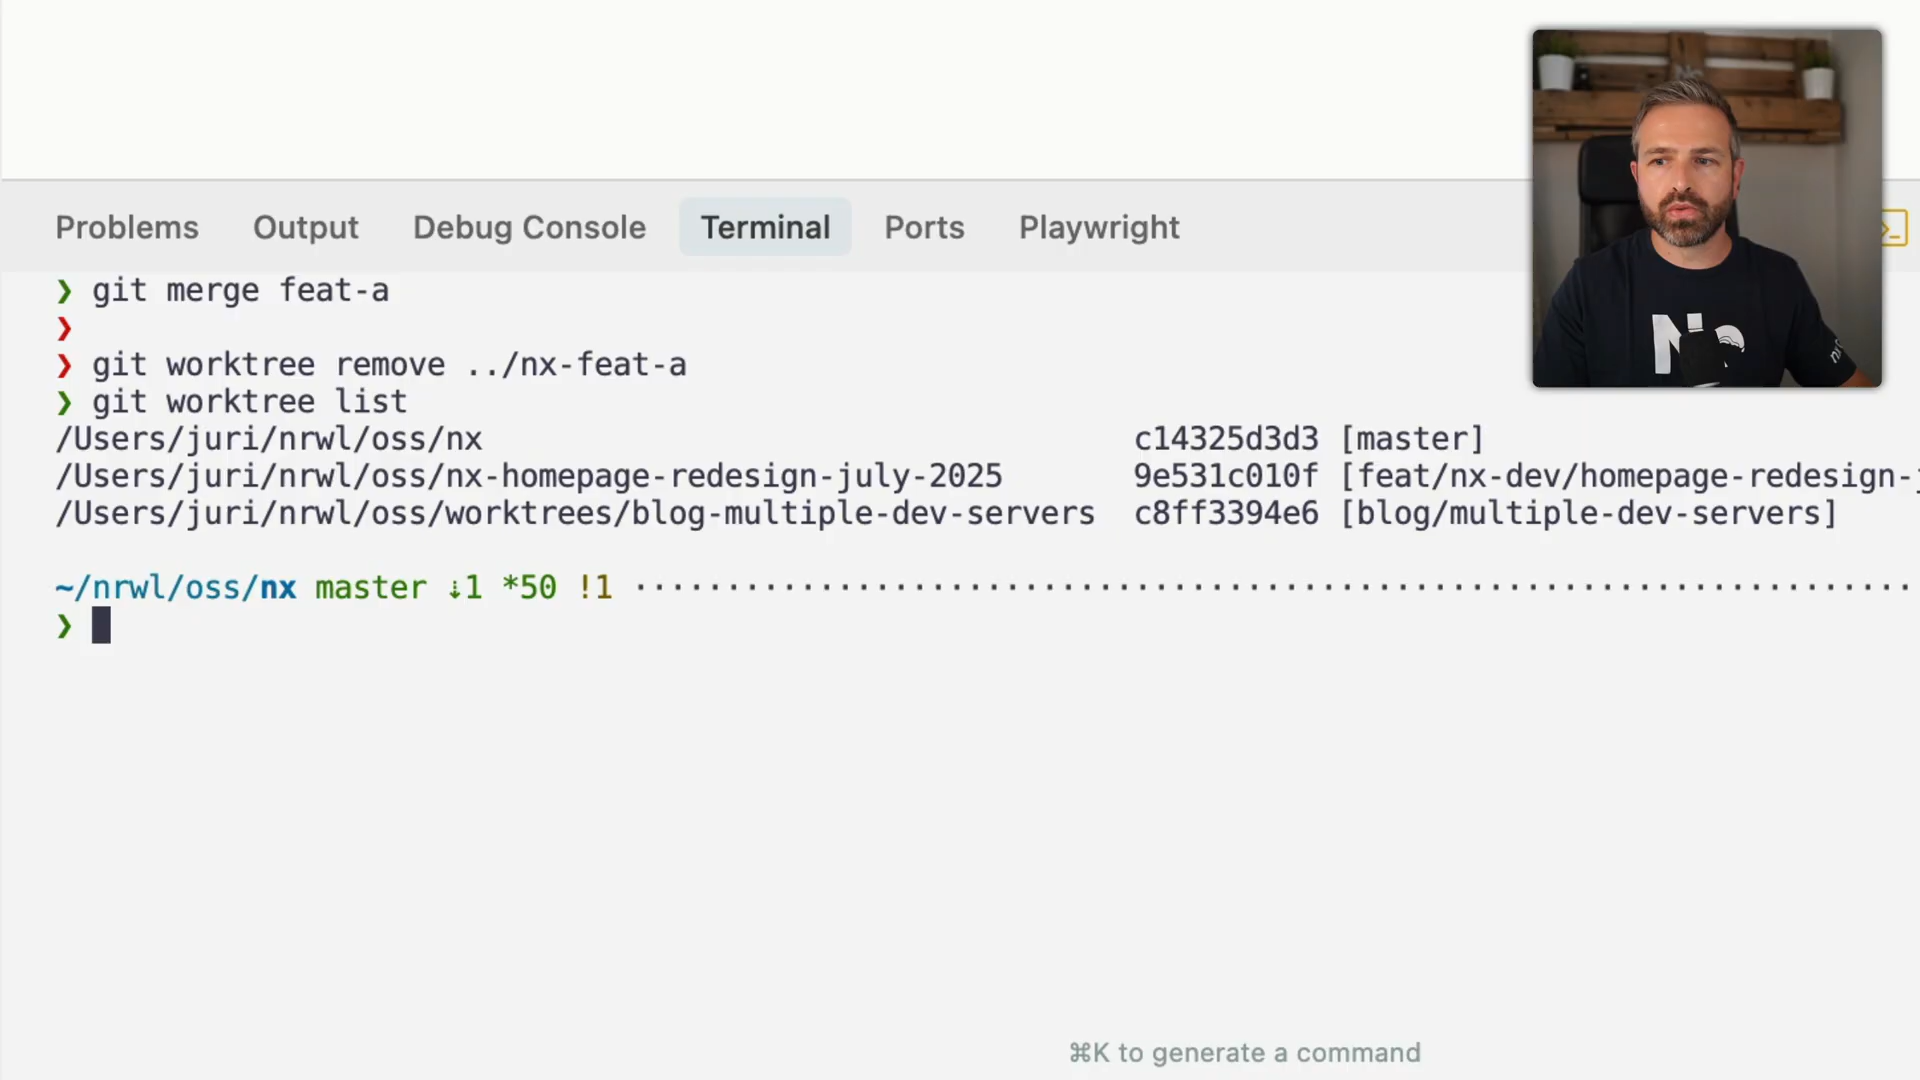 Problems Output Debug Console Terminal Ports Playwright
❯ git merge feat-a
❯
❯ git worktree remove ../nx-feat-a
❯ git worktree list
/Users/juri/nrwl/oss/nx c14325d3d3 [master]
/Users/juri/nrwl/oss/nx-homepage-redesign-july-2025 9e531c010f [feat/nx-dev/homepage-redesign-
/Users/juri/nrwl/oss/worktrees/blog-multiple-dev-servers c8ff3394e6 [blog/multiple-dev-servers]
~/nrwl/oss/nx master ⇣1 *50 !1
❯
⌘K to generate a command